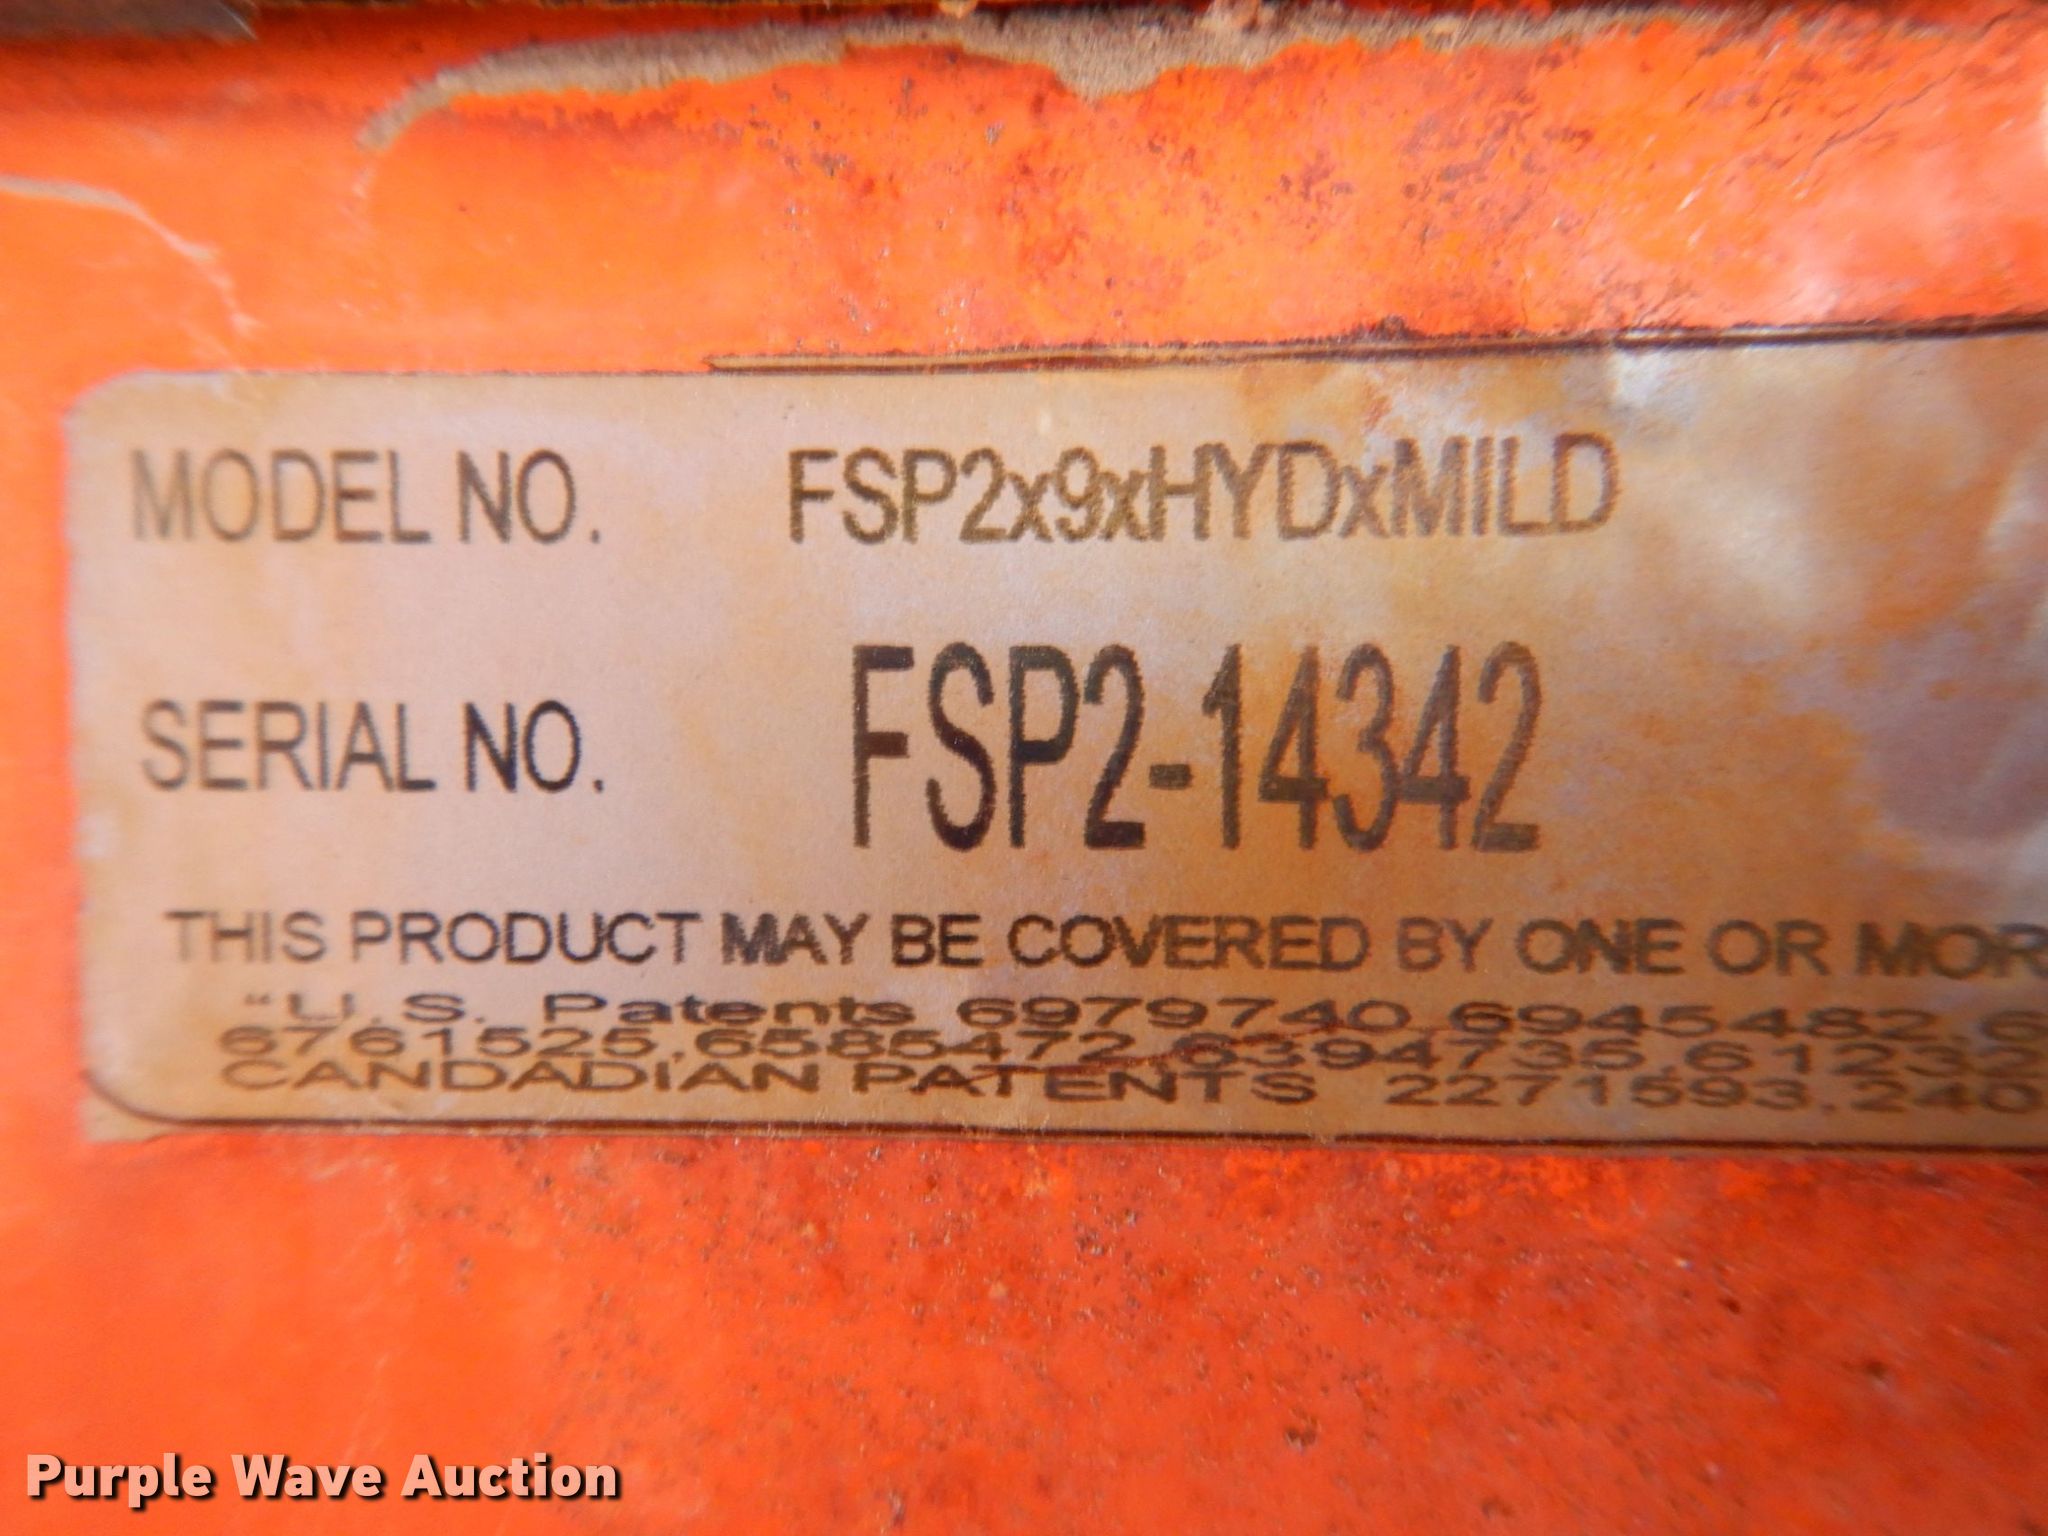 MODEL NO. FSP2x9xHYDxMILD
SERIAL NO. FSP2-14342
THIS PRODUCT MAY BE COVERED BY ONE OR MOR
"U.S. Patents 6979740,6945482,6
6761525,6585472,6394735,61232
CANDADIAN PATENTS 2271593,240
Purple Wave Auction